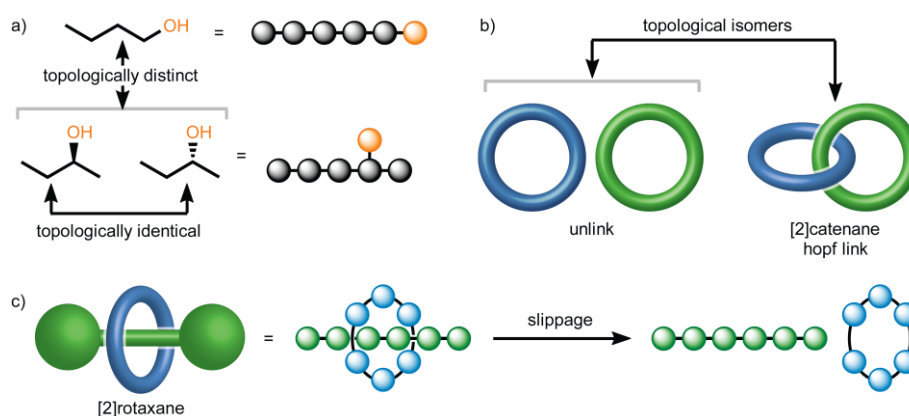 a)
OH
=
topologically distinct
OH
OH
=
topologically identical
b)
topological isomers
unlink
[2]catenane
hopf link
c)
=
slippage
[2]rotaxane